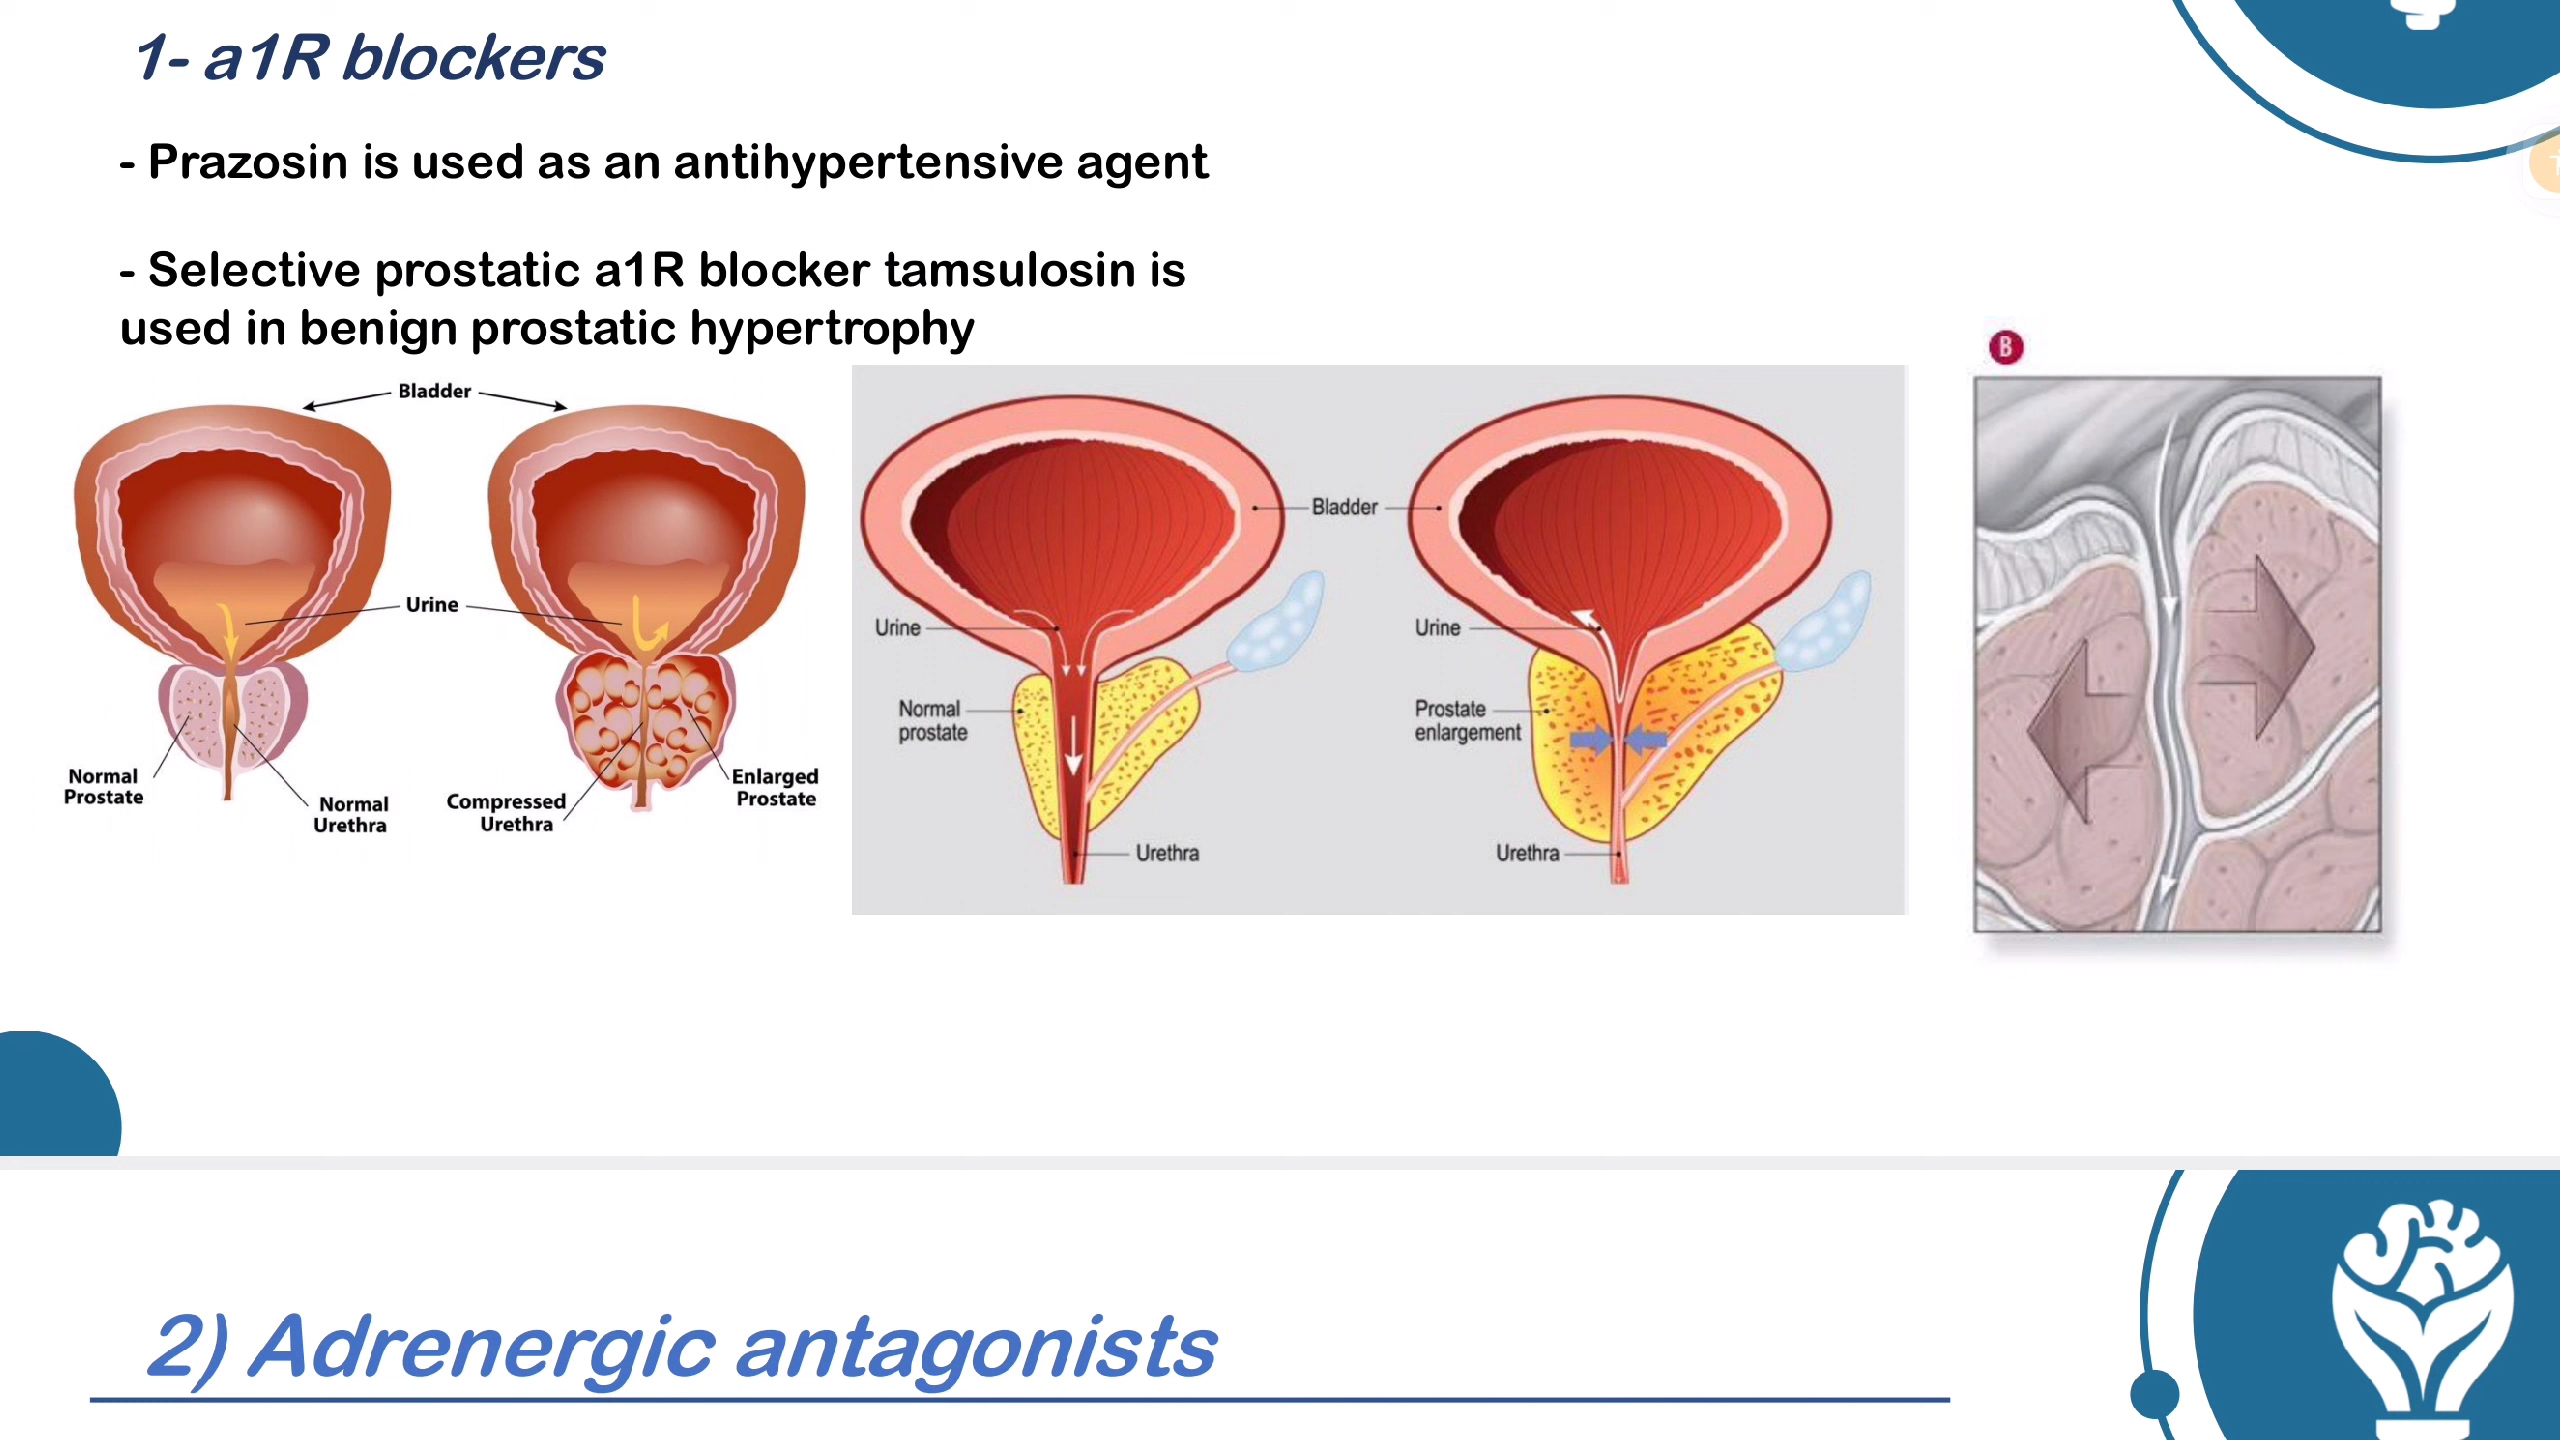 1- a1R blockers
- Prazosin is used as an antihypertensive agent
- Selective prostatic a1R blocker tamsulosin is
used in benign prostatic hypertrophy
Bladder
Urine
Normal
Prostate
Normal
Urethra
Compressed
Urethra
Enlarged
Prostate
Bladder
Urine
Normal
prostate
Urethra
Urine
Prostate
enlargement
Urethra
B
2) Adrenergic antagonists